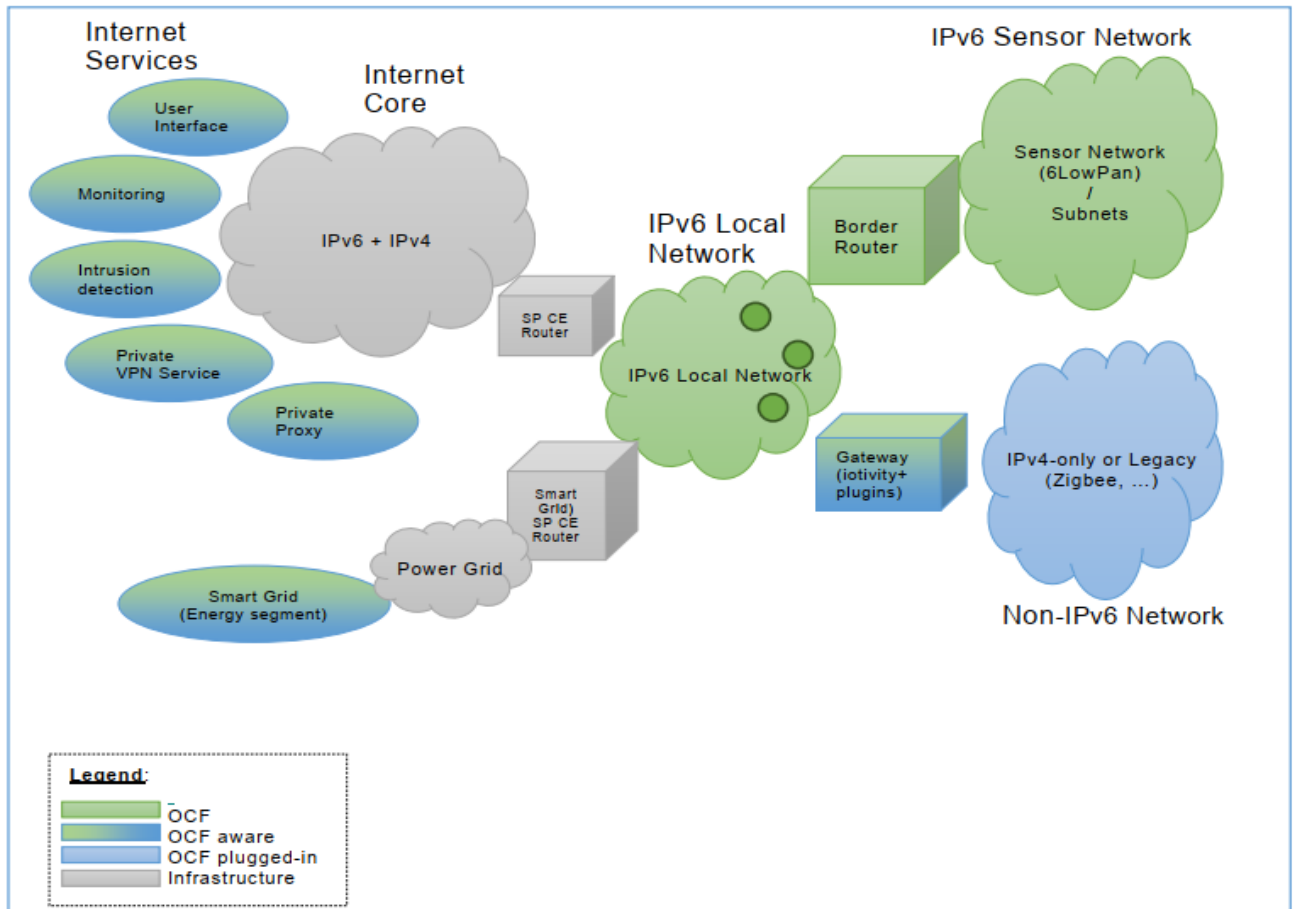 Internet
Services
User
Interface
Monitoring
Intrusion
detection
Private
VPN Service
Private
Proxy
Internet
Core
IPv6 + IPv4
SP CE
Router
IPv6 Local
Network
IPv6 Local Network
Border
Router
IPv6 Sensor Network
Sensor Network
(6LowPan)
/
Subnets
Gateway
(iotivity+
plugins)
IPv4-only or Legacy
(Zigbee, ...)
Non-IPv6 Network
Smart
Grid)
SP CE
Router
Power Grid
Smart Grid
(Energy segment)
Legend:
OCF
OCF aware
OCF plugged-in
Infrastructure